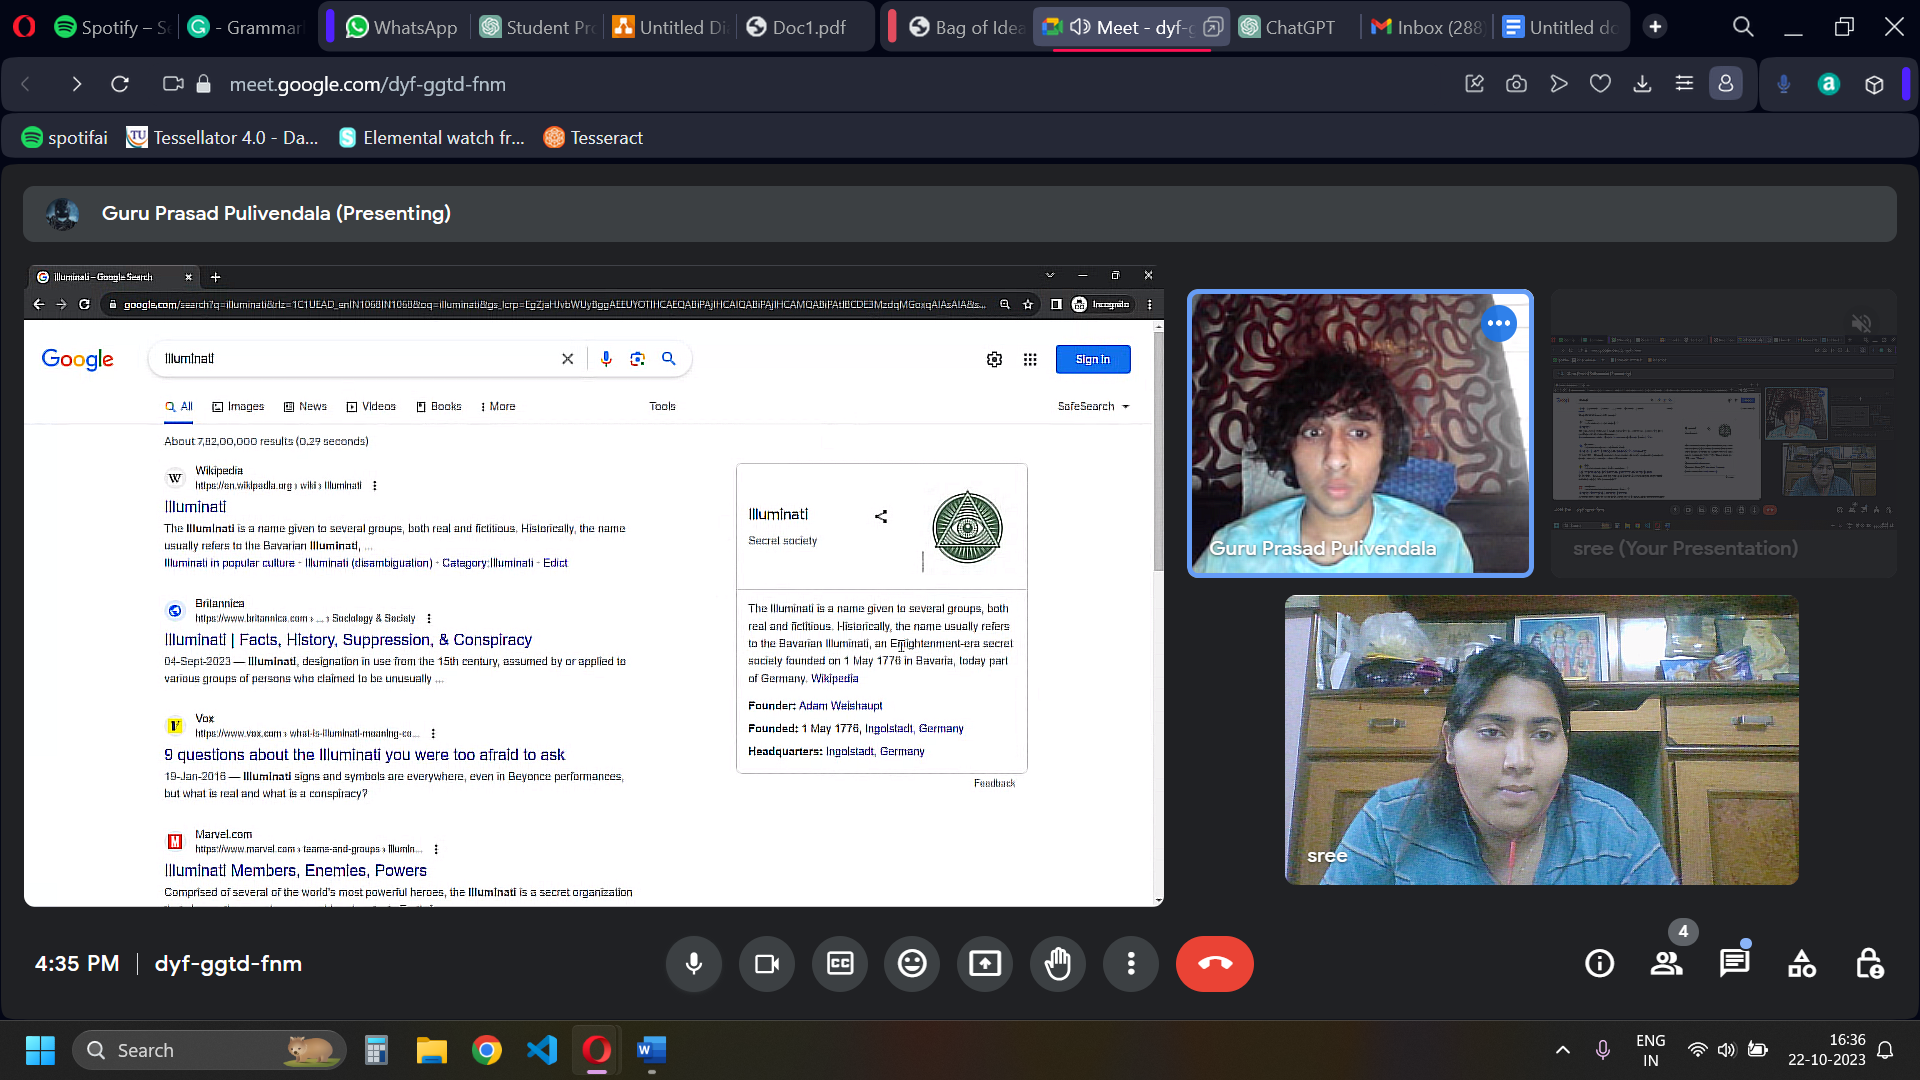 Spotify – S
- Grammar
WhatsApp
Student Pro
Untitled Di
Doc1.pdf
Bag of Idea
Meet - dyf-g
ChatGPT
Inbox (288
Untitled do
meet.google.com/dyf-ggtd-fnm
spotifai
Tessellator 4.0 - Da...
Elemental watch fr...
Tesseract
Guru Prasad Pulivendala (Presenting)
Illuminati - Google Search
Incognito
Google
Illuminati
Sign in
All
Images
News
Videos
Books
More
Tools
SafeSearch
About 7,82,00,000 results (0.29 seconds)
Wikipedia
https://en.wikipedia.org › wiki › Illuminati
Illuminati
The Illuminati is a name given to several groups, both real and fictitious. Historically, the name
usually refers to the Bavarian Illuminati, ...
Illuminati in popular culture · Illuminati (disambiguation) · Category:Illuminati · Edict
Britannica
https://www.britannica.com › ... › Sociology & Society
Illuminati | Facts, History, Suppression, & Conspiracy
04-Sept-2023 — Illuminati, designation in use from the 15th century, assumed by or applied to
various groups of persons who claimed to be unusually ...
Vox
https://www.vox.com › what-is-illuminati-meaning-co...
9 questions about the Illuminati you were too afraid to ask
19-Jan-2016 — Illuminati signs and symbols are everywhere, even in Beyonce performances,
but what is real and what is a conspiracy?
Marvel.com
https://www.marvel.com › teams-and-groups › Illumin...
Illuminati Members, Enemies, Powers
Comprised of several of the world's most powerful heroes, the Illuminati is a secret organization
Illuminati
Secret society
The Illuminati is a name given to several groups, both
real and fictitious. Historically, the name usually refers
to the Bavarian Illuminati, an Enlightenment-era secret
society founded on 1 May 1776 in Bavaria, today part
of Germany. Wikipedia
Founder: Adam Weishaupt
Founded: 1 May 1776, Ingolstadt, Germany
Headquarters: Ingolstadt, Germany
Feedback
Guru Prasad Pulivendala
sree (Your Presentation)
sree
4:35 PM | dyf-ggtd-fnm
CC
4
Search
ENG
IN
16:36
22-10-2023